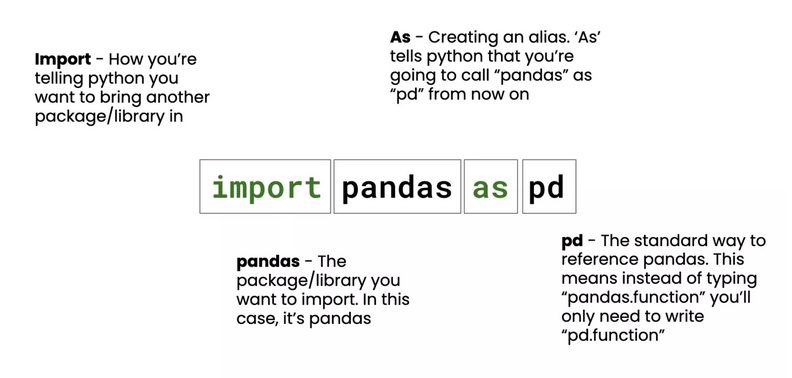 As - Creating an alias. ‘As’
tells python that you’re
going to call “pandas” as
“pd” from now on
Import - How you’re
telling python you
want to bring another
package/library in
import pandas as pd
pandas - The
package/library you
want to import. In this
case, it’s pandas
pd - The standard way to
reference pandas. This
means instead of typing
“pandas.function” you’ll
only need to write
“pd.function”